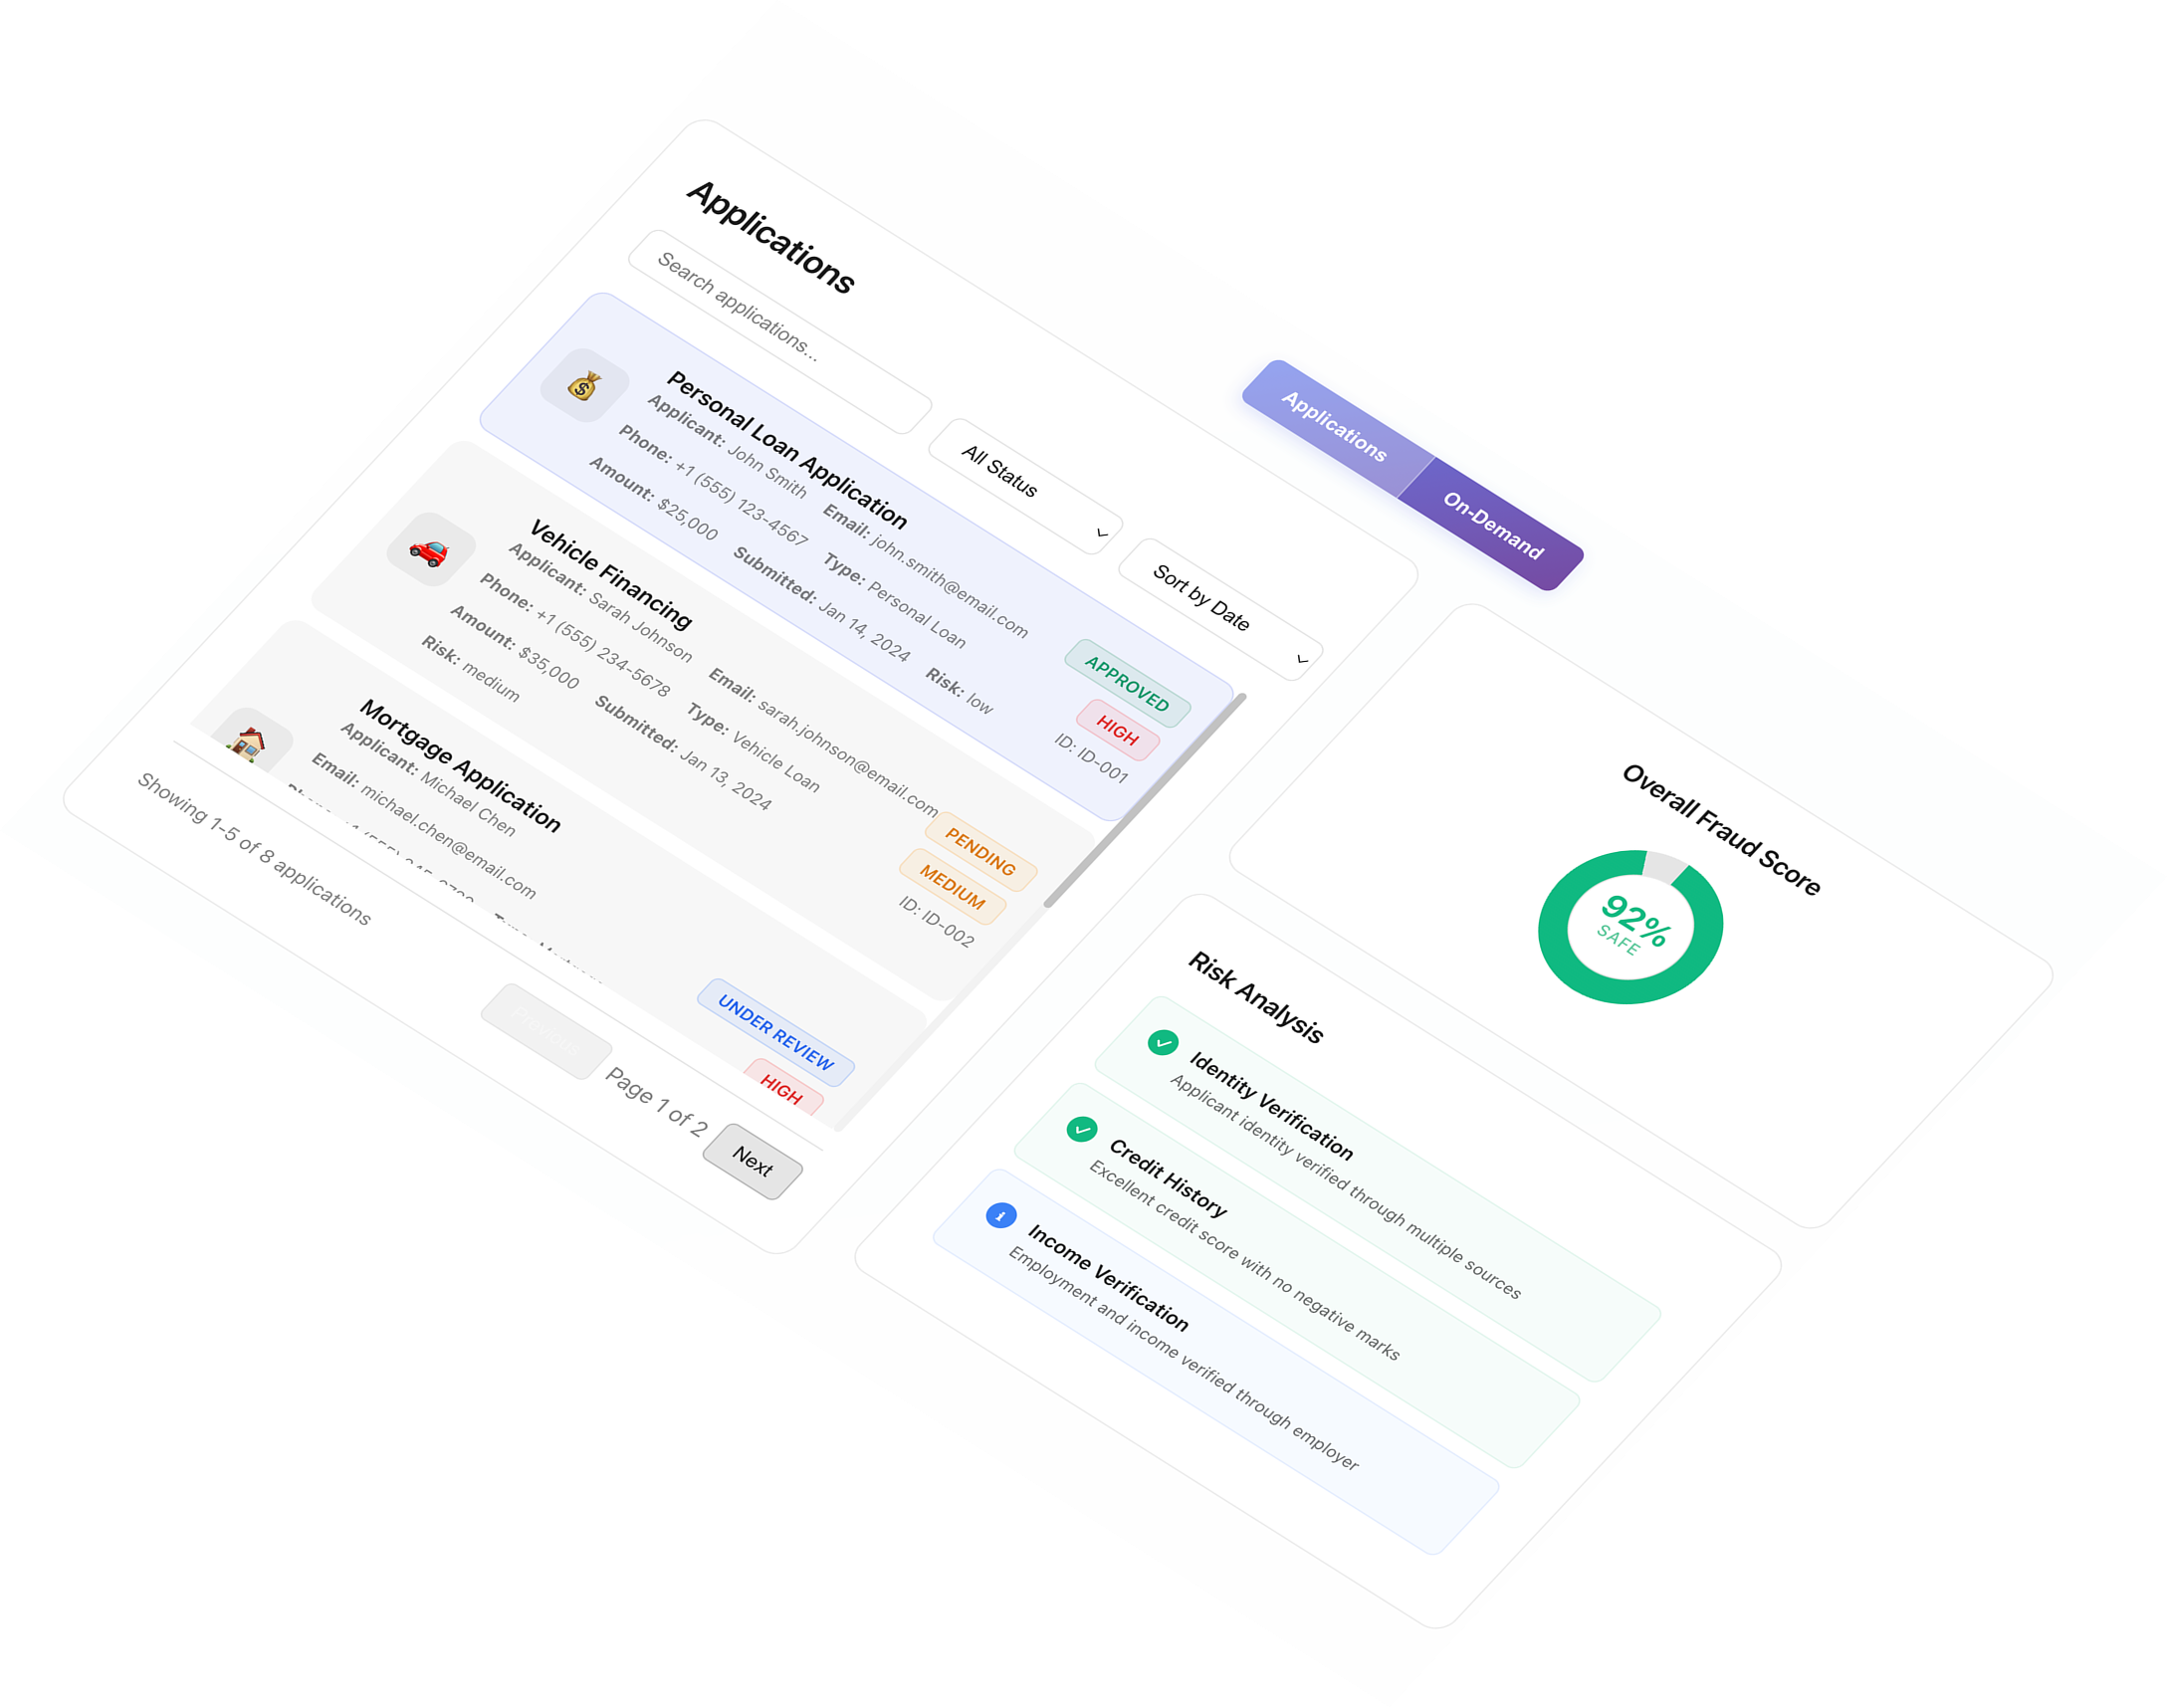 Applications
Search applications...
All Status
Sort by Date
Personal Loan Application
Applicant: John Smith Email: john.smith@email.com
Phone: +1 (555) 123-4567 Type: Personal Loan
Amount: $25,000 Submitted: Jan 14, 2024 Risk: low
APPROVED
HIGH
ID: ID-001
Vehicle Financing
Applicant: Sarah Johnson Email: sarah.johnson@email.com
Phone: +1 (555) 234-5678 Type: Vehicle Loan
Amount: $35,000 Submitted: Jan 13, 2024
Risk: medium
PENDING
MEDIUM
ID: ID-002
Mortgage Application
Applicant: Michael Chen
Email: michael.chen@email.com
UNDER REVIEW
HIGH
Showing 1-5 of 8 applications
Page 1 of 2
Next
Applications
On-Demand
Overall Fraud Score
92%
SAFE
Risk Analysis
Identity Verification
Applicant identity verified through multiple sources
Credit History
Excellent credit score with no negative marks
Income Verification
Employment and income verified through employer